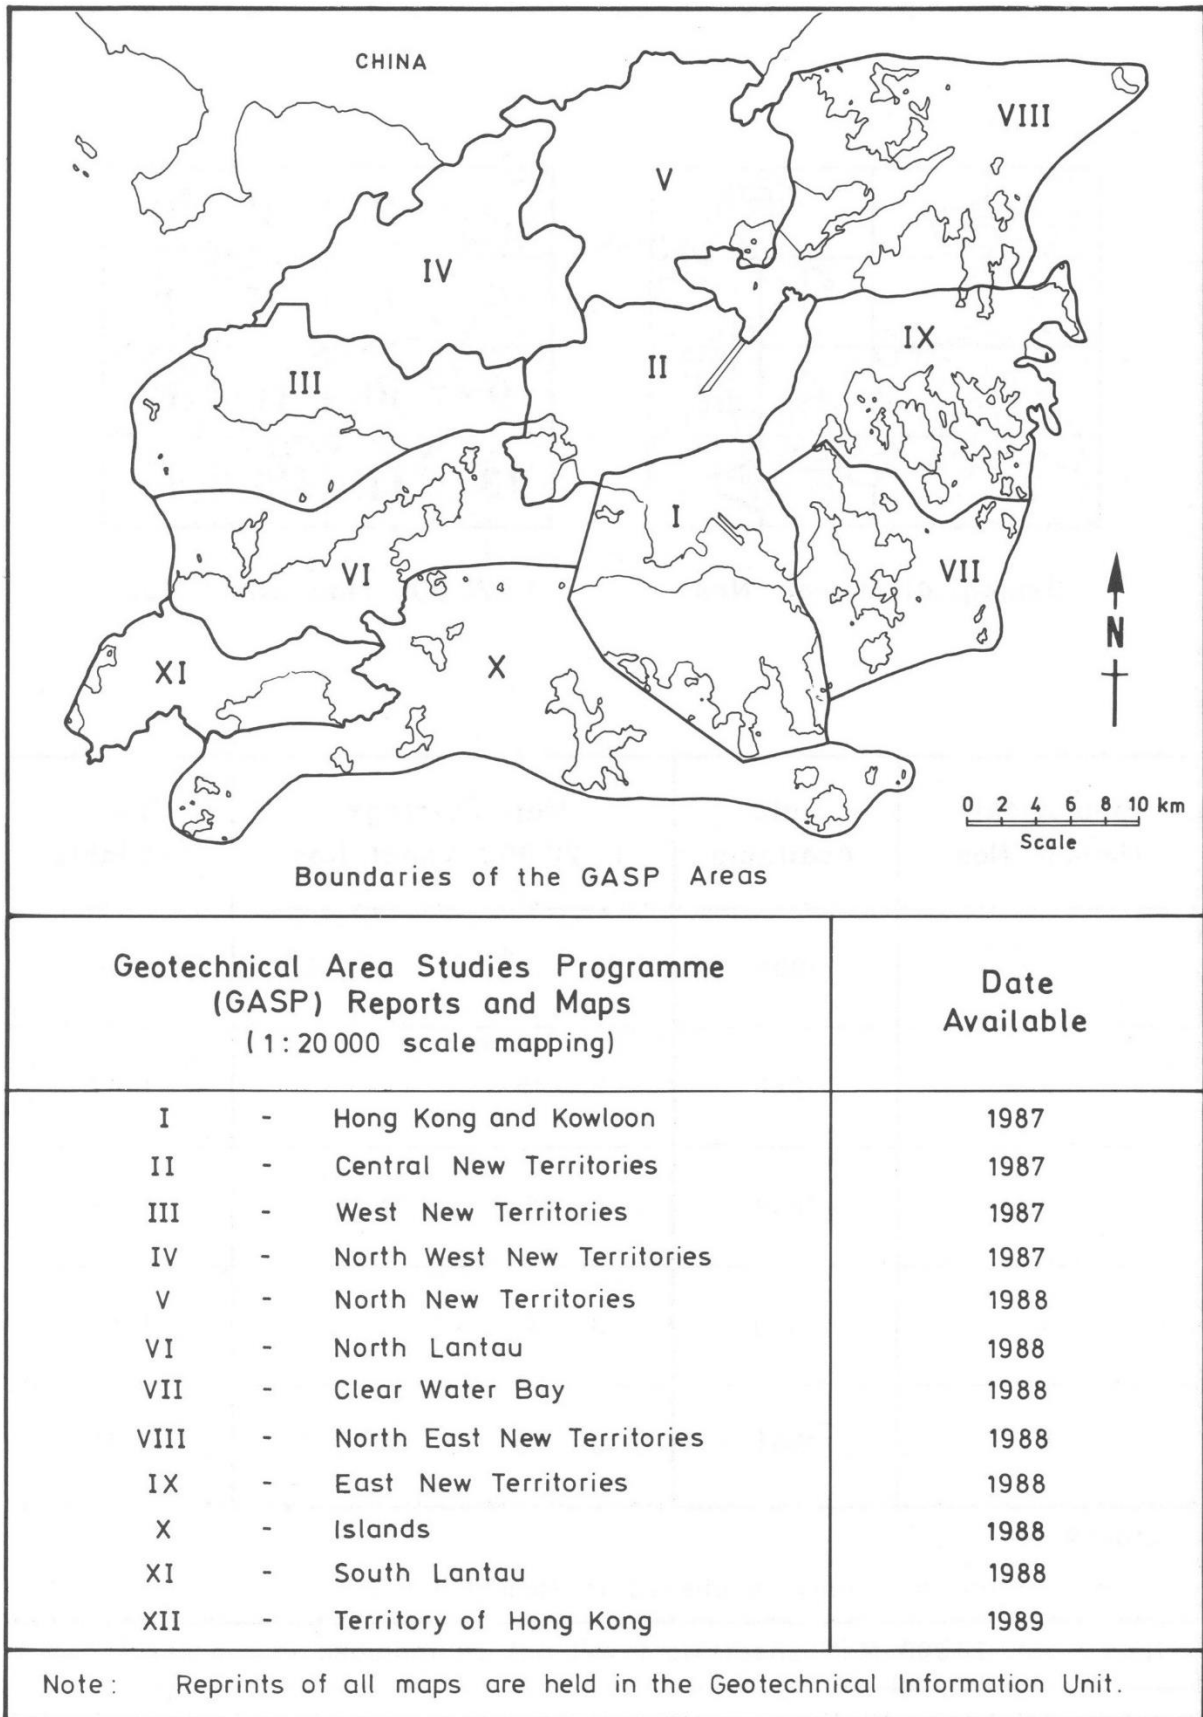 CHINA
VIII
V
IV
IX
III
II
I
VI
VII
XI
X
N
0 2 4 6 8 10 km
Scale
Boundaries of the GASP Areas
Geotechnical Area Studies Programme
(GASP) Reports and Maps
(1:20 000 scale mapping)
Date
Available
I - Hong Kong and Kowloon 1987
II - Central New Territories 1987
III - West New Territories 1987
IV - North West New Territories 1987
V - North New Territories 1988
VI - North Lantau 1988
VII - Clear Water Bay 1988
VIII - North East New Territories 1988
IX - East New Territories 1988
X - Islands 1988
XI - South Lantau 1988
XII - Territory of Hong Kong 1989
Note: Reprints of all maps are held in the Geotechnical Information Unit.